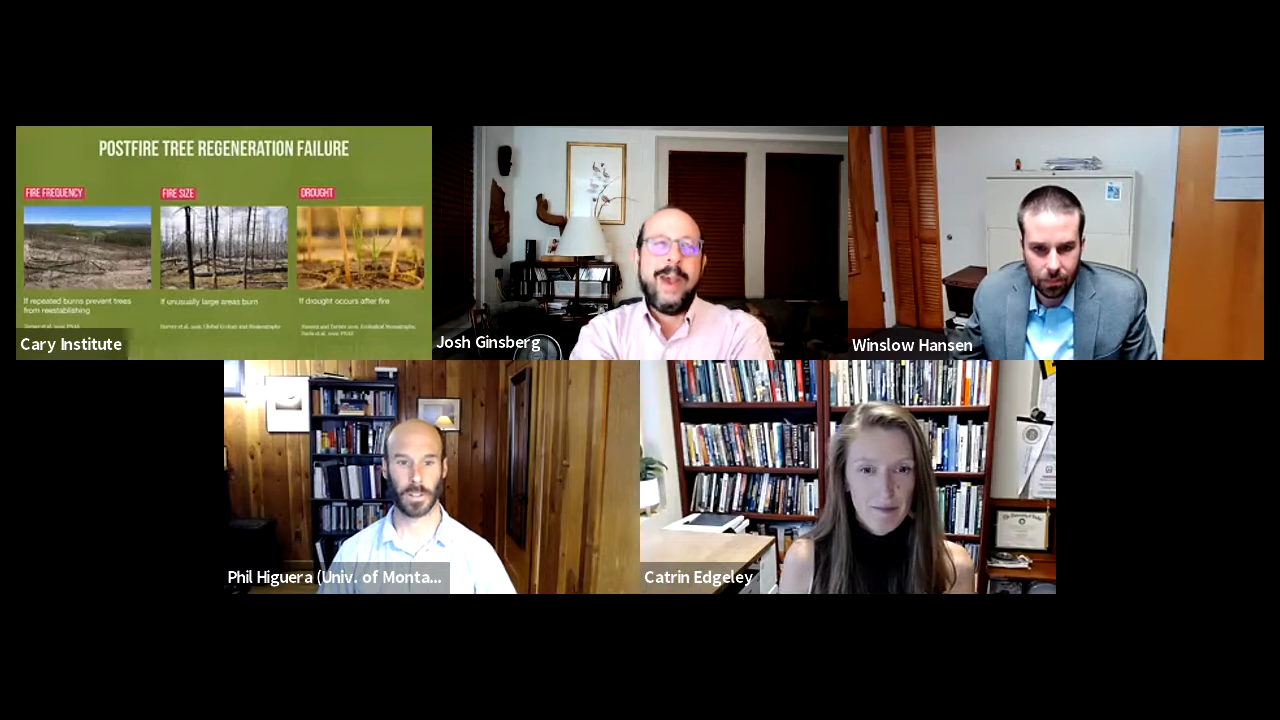 POSTFIRE TREE REGENERATION FAILURE
FIRE FREQUENCY
FIRE SIZE
DROUGHT
If repeated burns prevent trees
from reestablishing
If unusually large areas burn
If drought occurs after fire
Cary Institute
Josh Ginsberg
Winslow Hansen
Phil Higuera (Univ. of Monta...
Catrin Edgeley